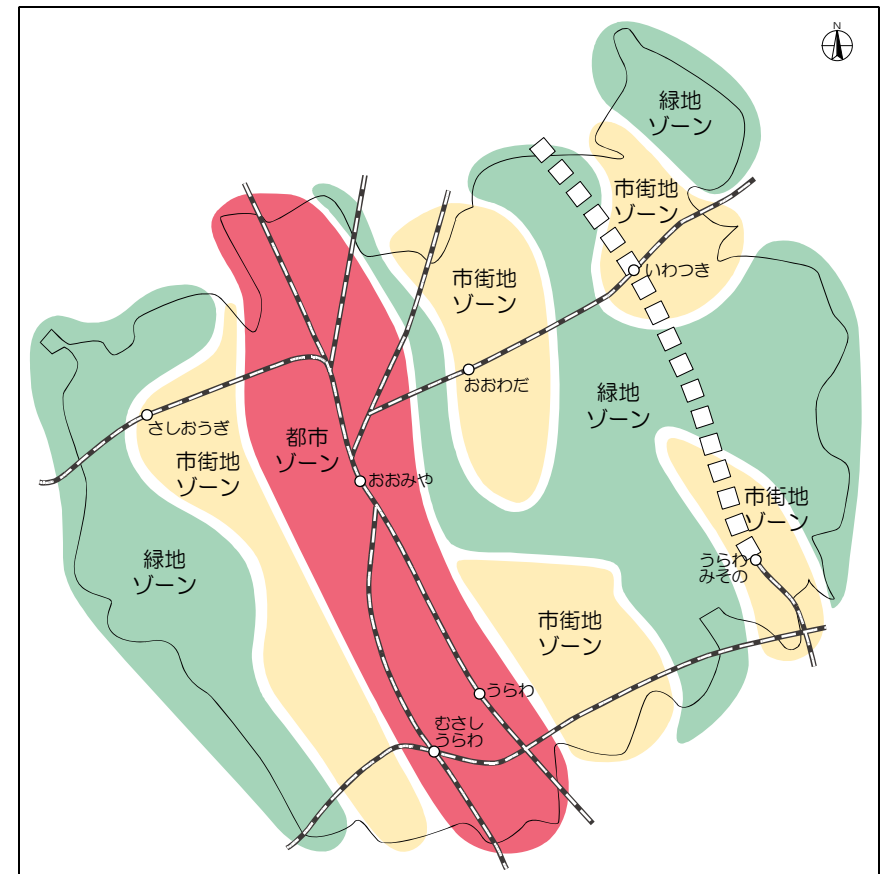 N
緑地
ゾーン
市街地
ゾーン
いわつき
市街地
ゾーン
おおわだ
緑地
ゾーン
さしおうぎ
市街地
ゾーン
都市
ゾーン
おおみや
市街地
ゾーン
うらわ
みその
緑地
ゾーン
市街地
ゾーン
うらわ
むさし
うらわ